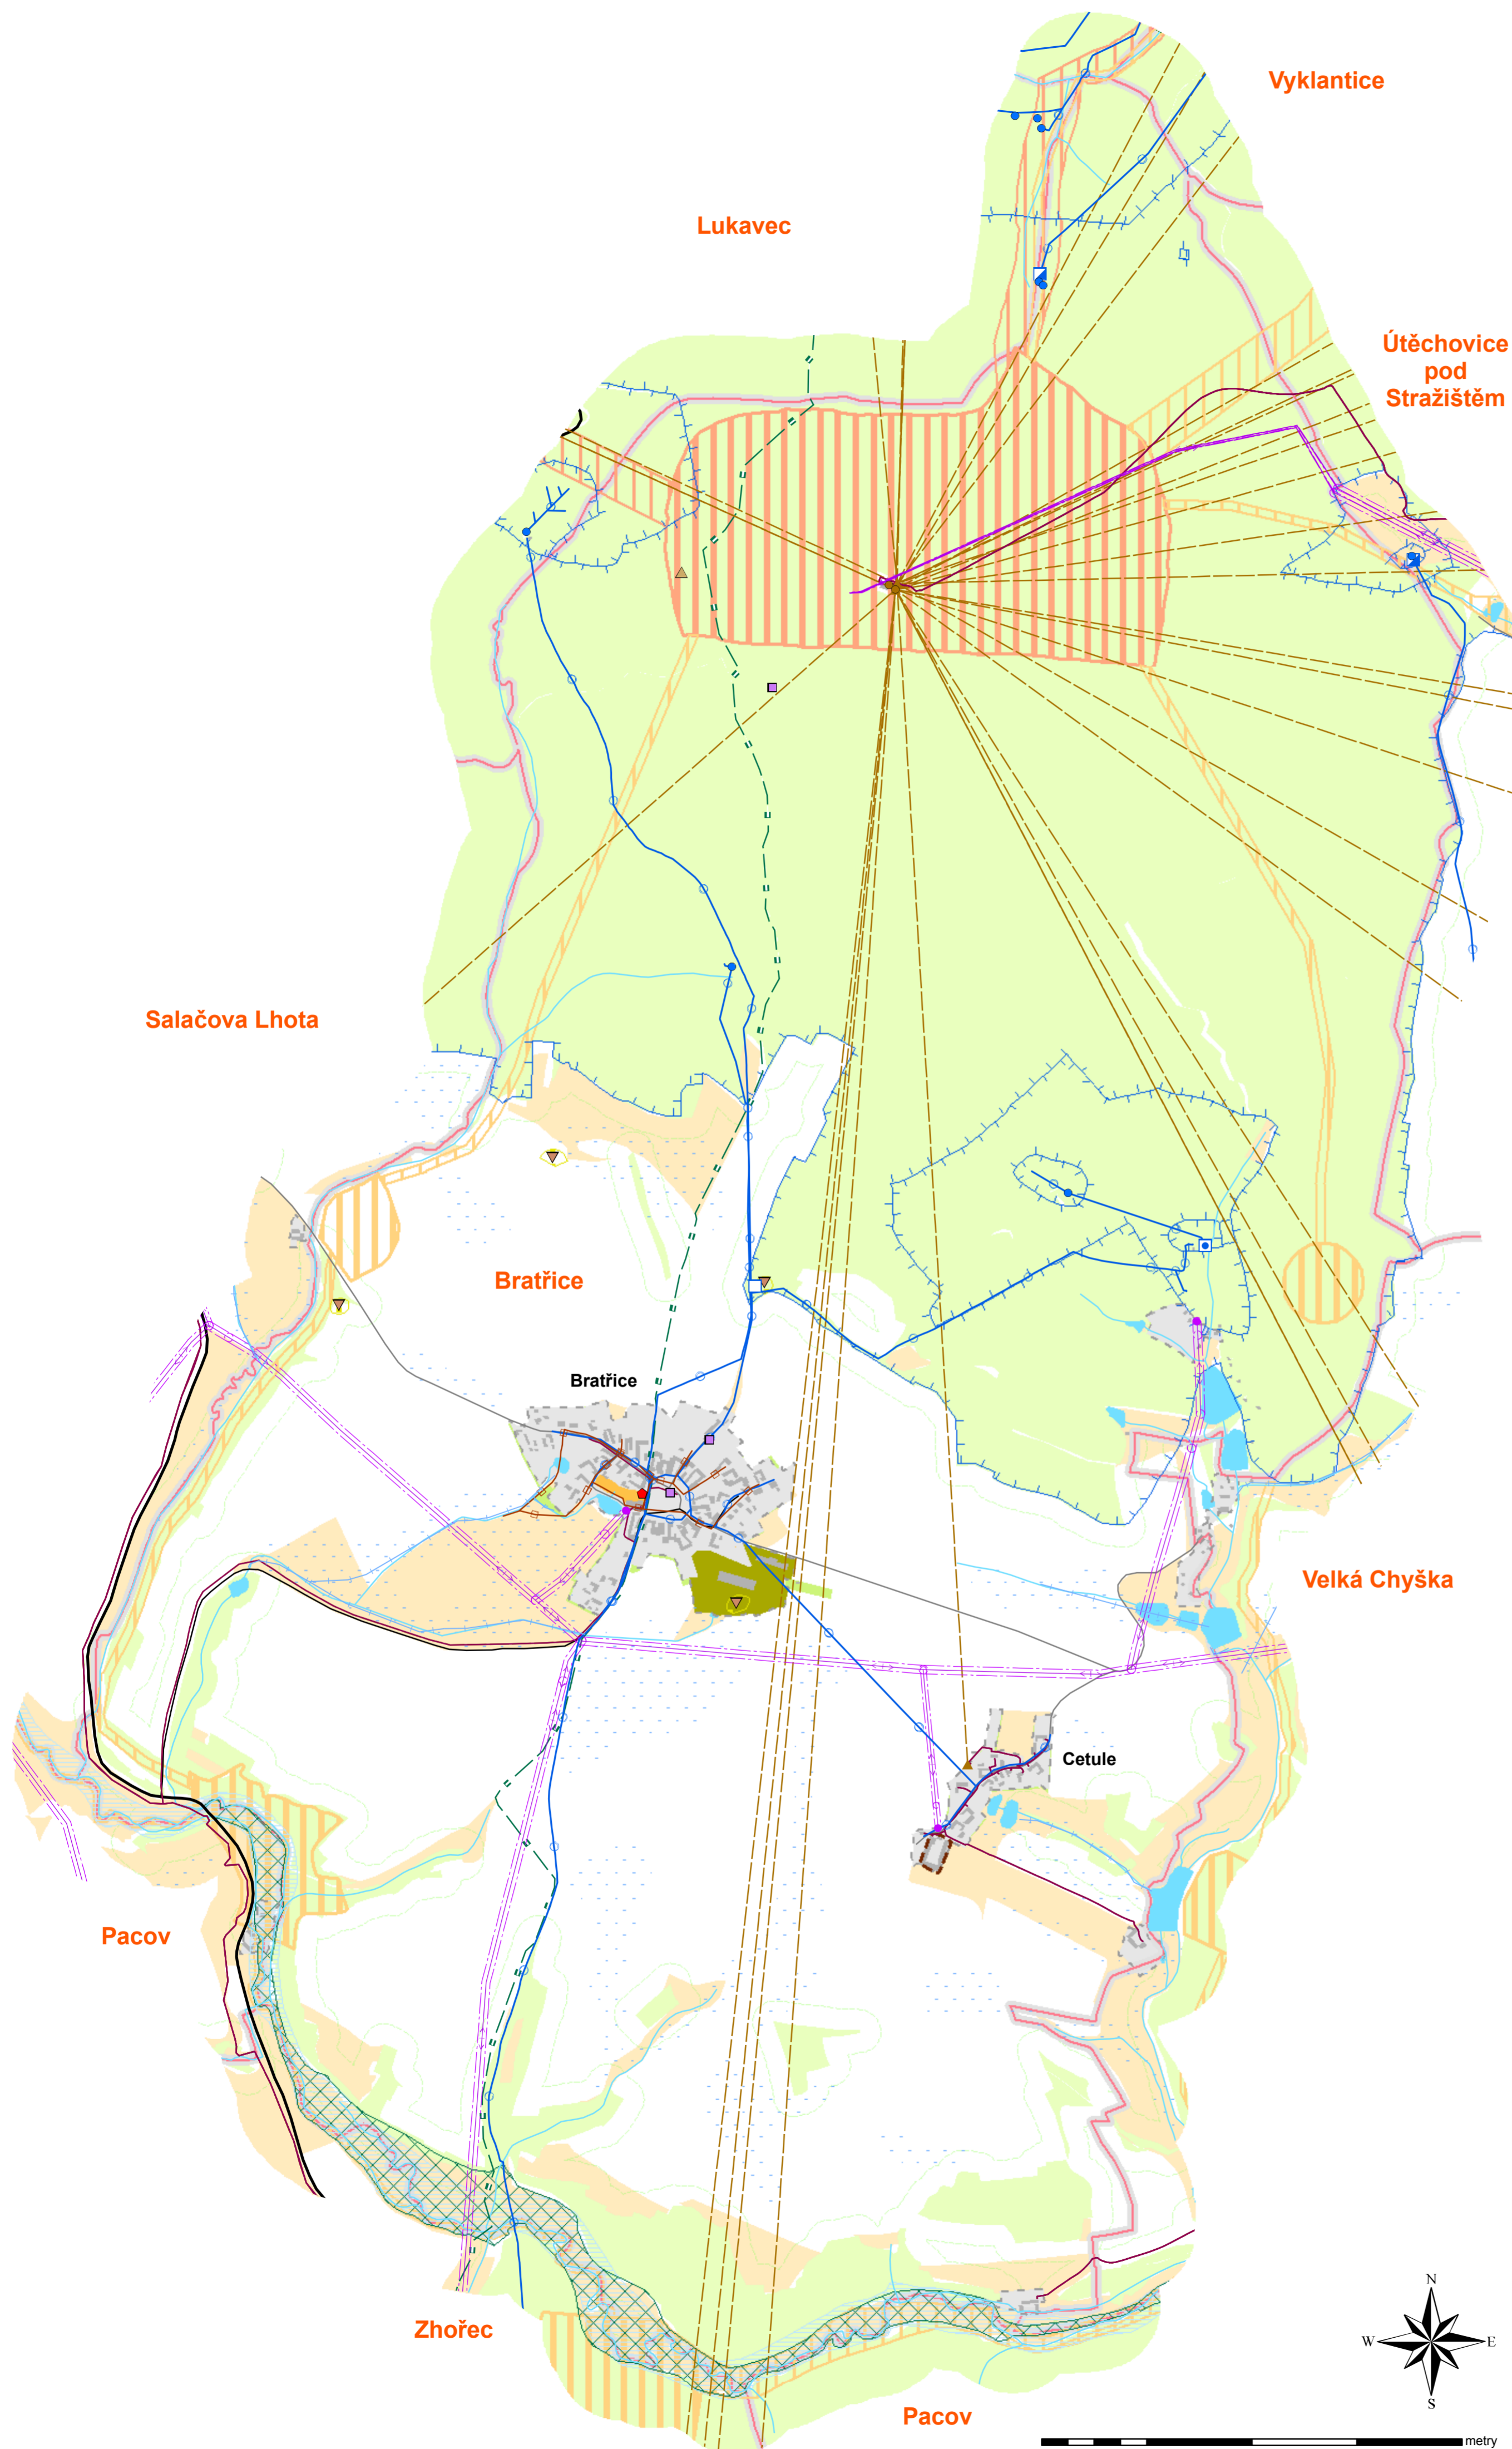 Vyklantice
Lukavec
Útěchovice
pod
Stražištěm
Salačova Lhota
Bratřice
Bratřice
Velká Chyška
Cetule
Pacov
Zhořec
Pacov
N
W
E
S
metry